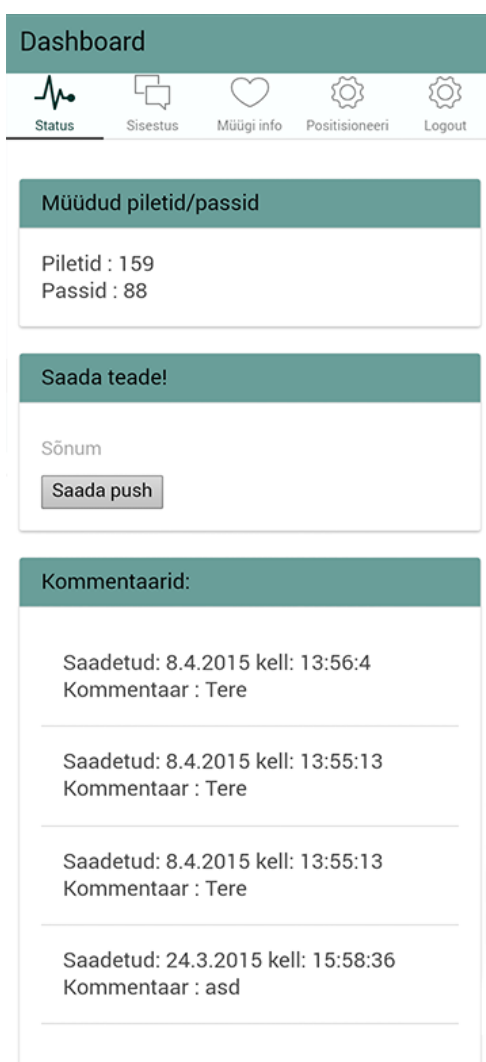 Dashboard
Status Sisestus Müügi info Positisioneeri Logout
Müüdud piletid/passid
Piletid : 159
Passid : 88
Saada teade!
Sõnum
Saada push
Kommentaarid:
Saadetud: 8.4.2015 kell: 13:56:4
Kommentaar : Tere
Saadetud: 8.4.2015 kell: 13:55:13
Kommentaar : Tere
Saadetud: 8.4.2015 kell: 13:55:13
Kommentaar : Tere
Saadetud: 24.3.2015 kell: 15:58:36
Kommentaar : asd